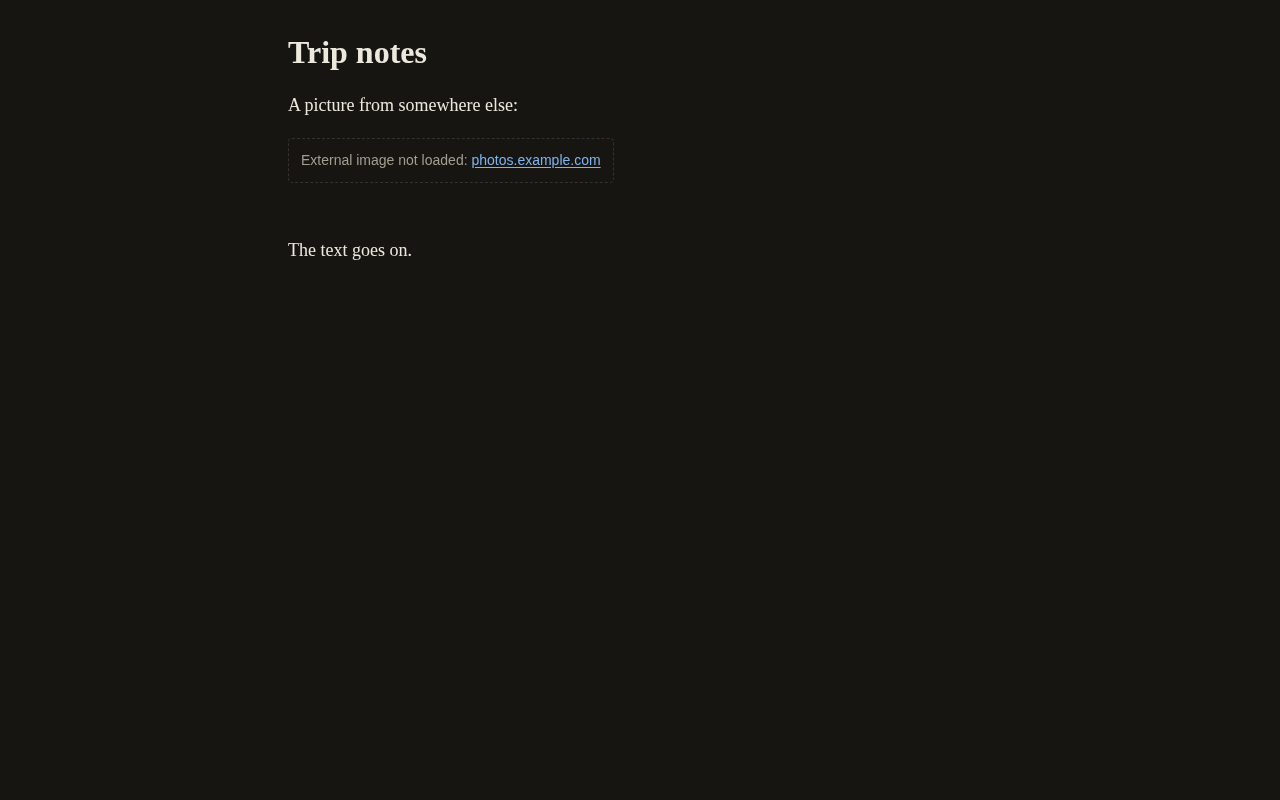 Trip notes
A picture from somewhere else:
External image not loaded: photos.example.com
The text goes on.